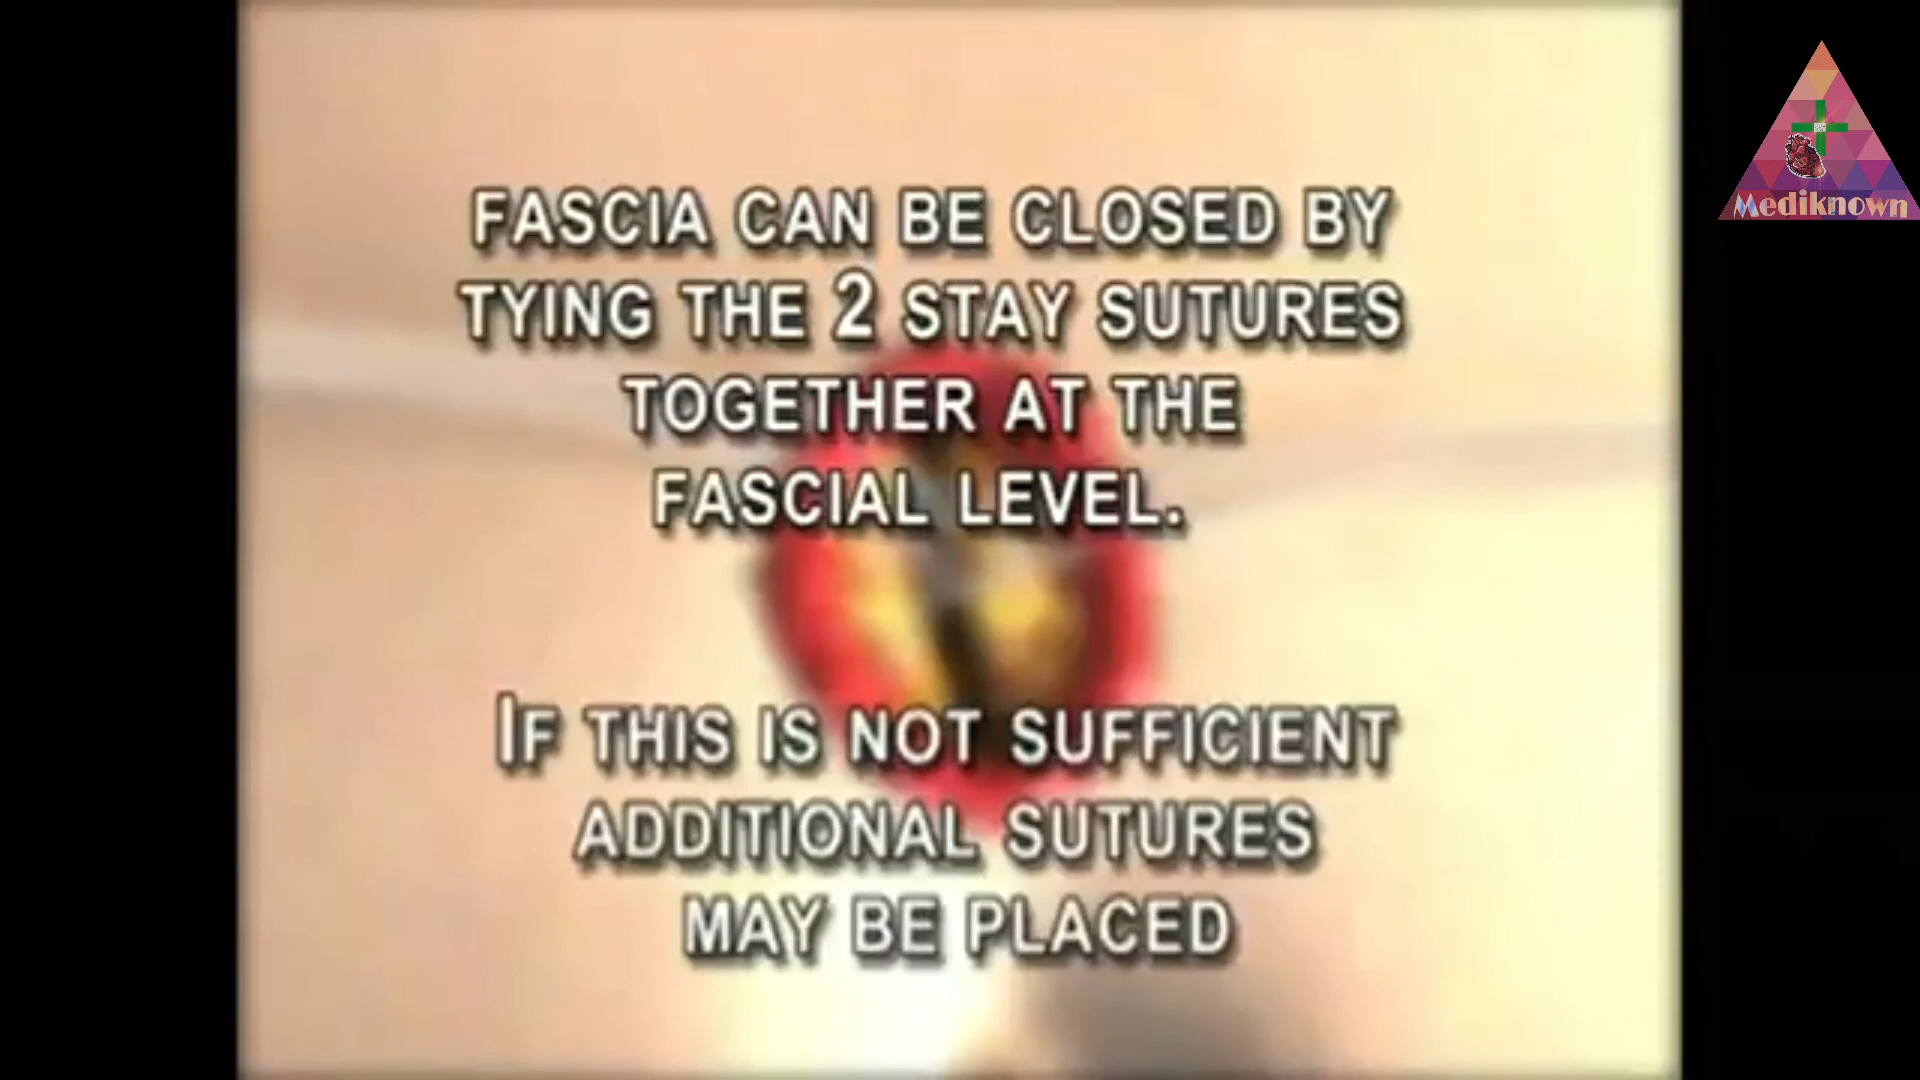 FASCIA CAN BE CLOSED BY
TYING THE 2 STAY SUTURES
TOGETHER AT THE
FASCIAL LEVEL.
IF THIS IS NOT SUFFICIENT
ADDITIONAL SUTURES
MAY BE PLACED
Mediknown